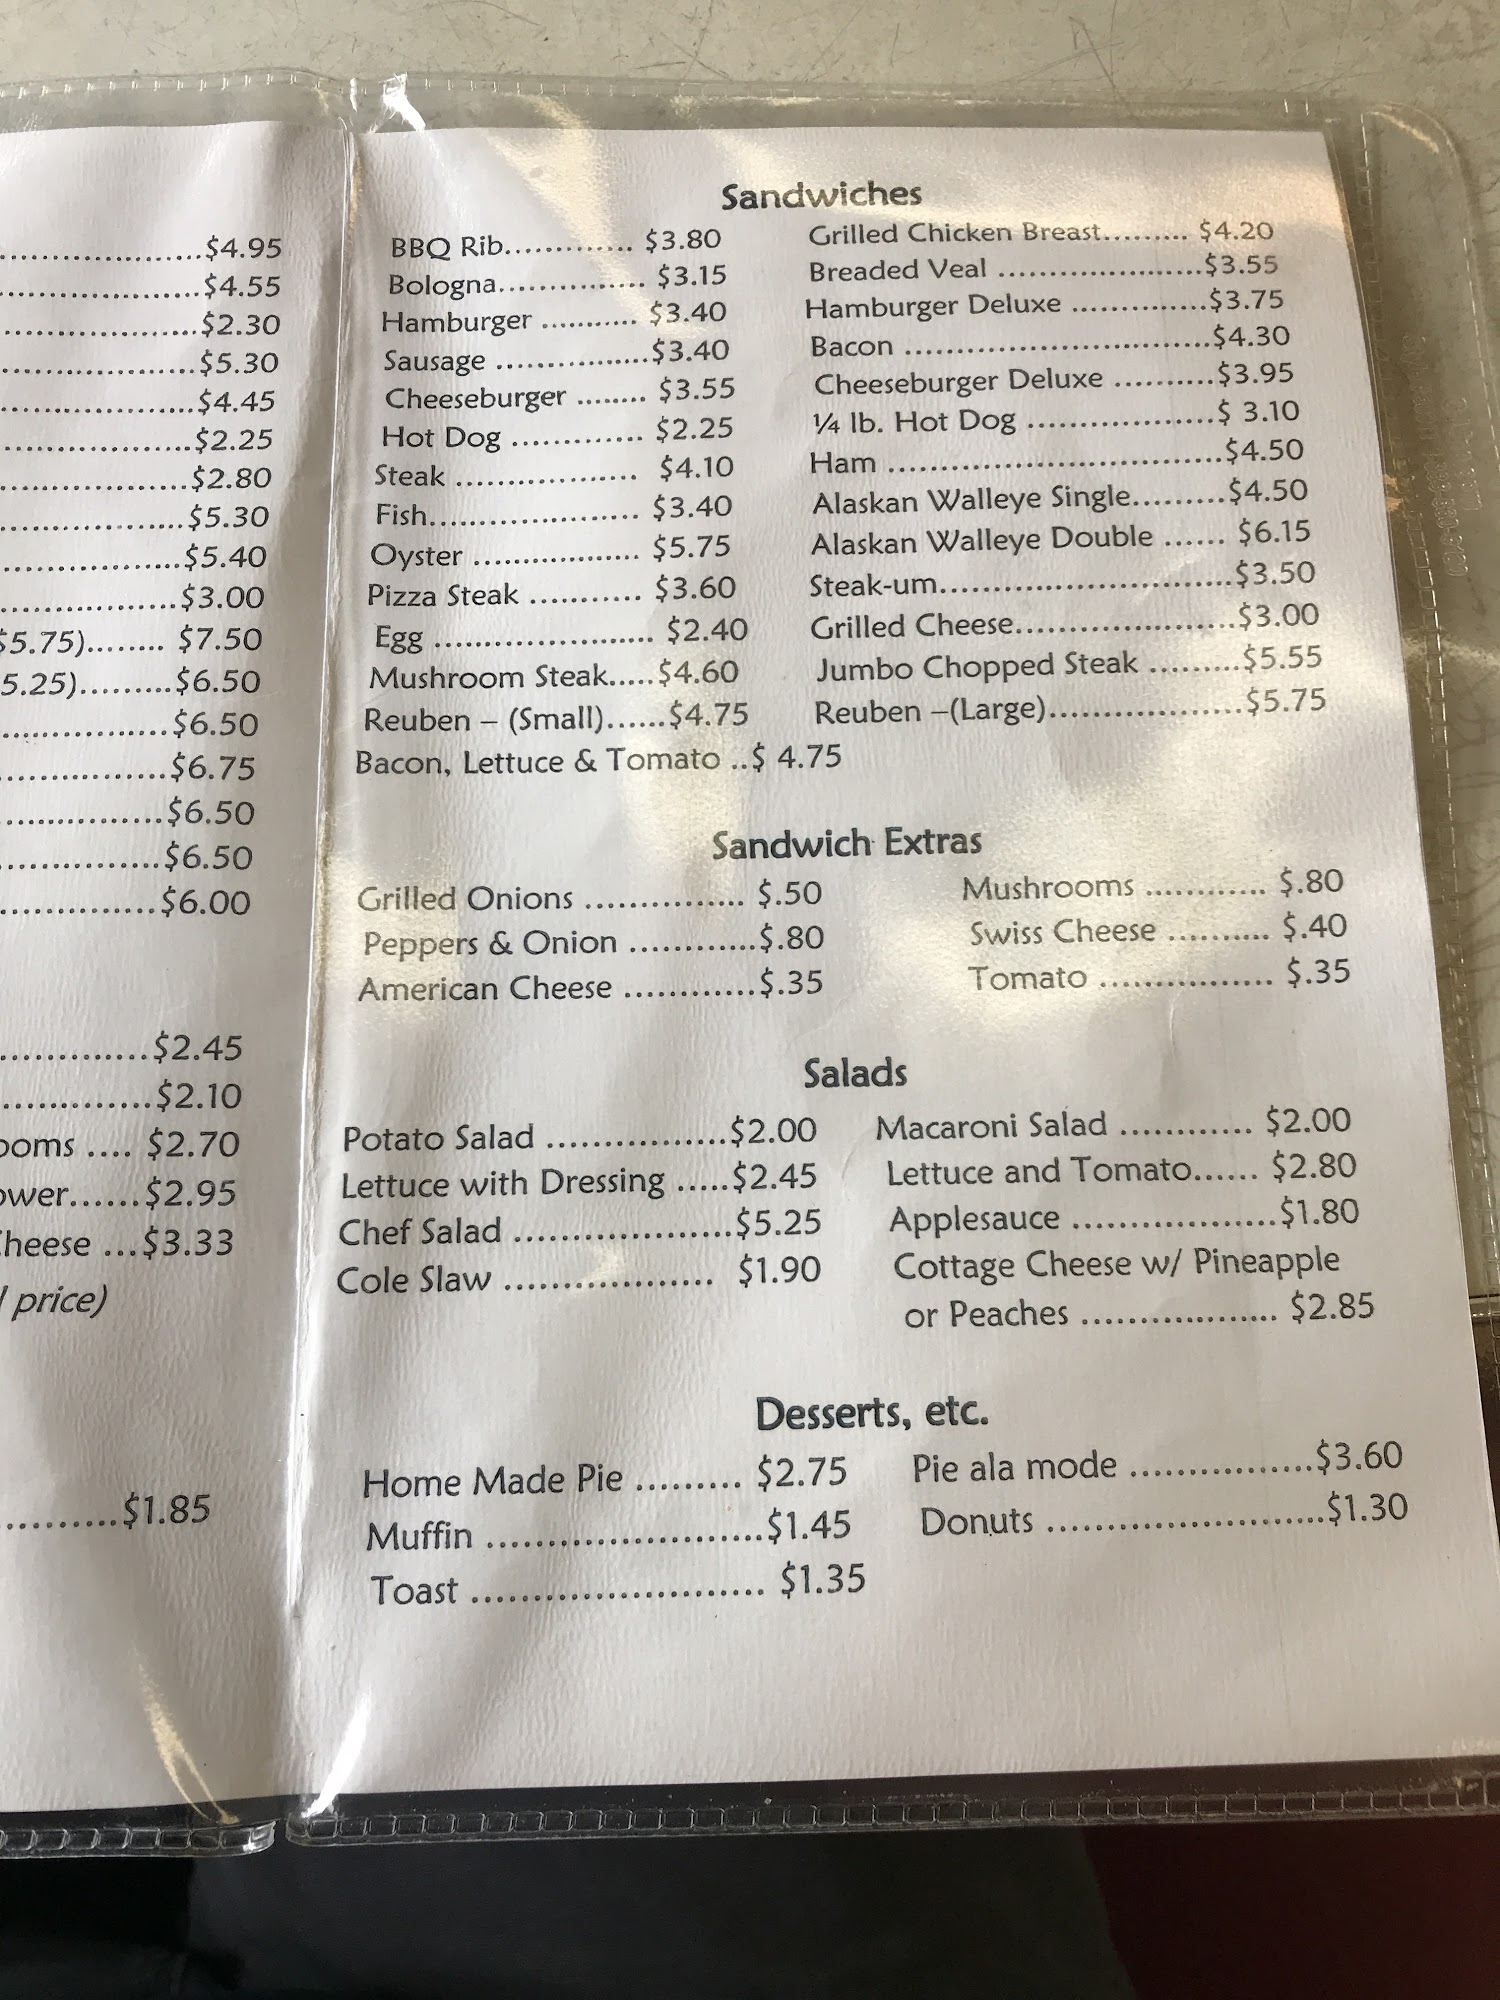 ....................$4.95
....................$4.55
....................$2.30
....................$5.30
....................$4.45
....................$2.25
....................$2.80
....................$5.30
....................$5.40
....................$3.00
$5.75)........ $7.50
5.25).........$6.50
................$6.50
................$6.75
................$6.50
................$6.50
................$6.00
..............$2.45
..............$2.10
ooms .... $2.70
ower......$2.95
heese ...$3.33
price)
..........$1.85
Sandwiches
BBQ Rib............. $3.80 Grilled Chicken Breast......... $4.20
Bologna................ $3.15 Breaded Veal ......................$3.55
Hamburger ........... $3.40 Hamburger Deluxe ..............$3.75
Sausage ................$3.40 Bacon .................................$4.30
Cheeseburger ........ $3.55 Cheeseburger Deluxe ..........$3.95
Hot Dog ............. $2.25 ¼ lb. Hot Dog ..................$ 3.10
Steak ................... $4.10 Ham ...................................$4.50
Fish...................... $3.40 Alaskan Walleye Single.........$4.50
Oyster ................. $5.75 Alaskan Walleye Double ...... $6.15
Pizza Steak ........... $3.60 Steak-um..............................$3.50
Egg ....................... $2.40 Grilled Cheese.......................$3.00
Mushroom Steak.....$4.60 Jumbo Chopped Steak .........$5.55
Reuben – (Small)......$4.75 Reuben –(Large)...................$5.75
Bacon, Lettuce & Tomato ..$ 4.75
Sandwich Extras
Grilled Onions ............... $.50 Mushrooms ............ $.80
Peppers & Onion ............$.80 Swiss Cheese .......... $.40
American Cheese ............$.35 Tomato ................. $.35
Salads
Potato Salad .................$2.00 Macaroni Salad ............ $2.00
Lettuce with Dressing .....$2.45 Lettuce and Tomato...... $2.80
Chef Salad .....................$5.25 Applesauce ...................$1.80
Cole Slaw ................... $1.90 Cottage Cheese w/ Pineapple
or Peaches ................... $2.85
Desserts, etc.
Home Made Pie ......... $2.75 Pie ala mode ................$3.60
Muffin .......................$1.45 Donuts ........................$1.30
Toast ......................... $1.35